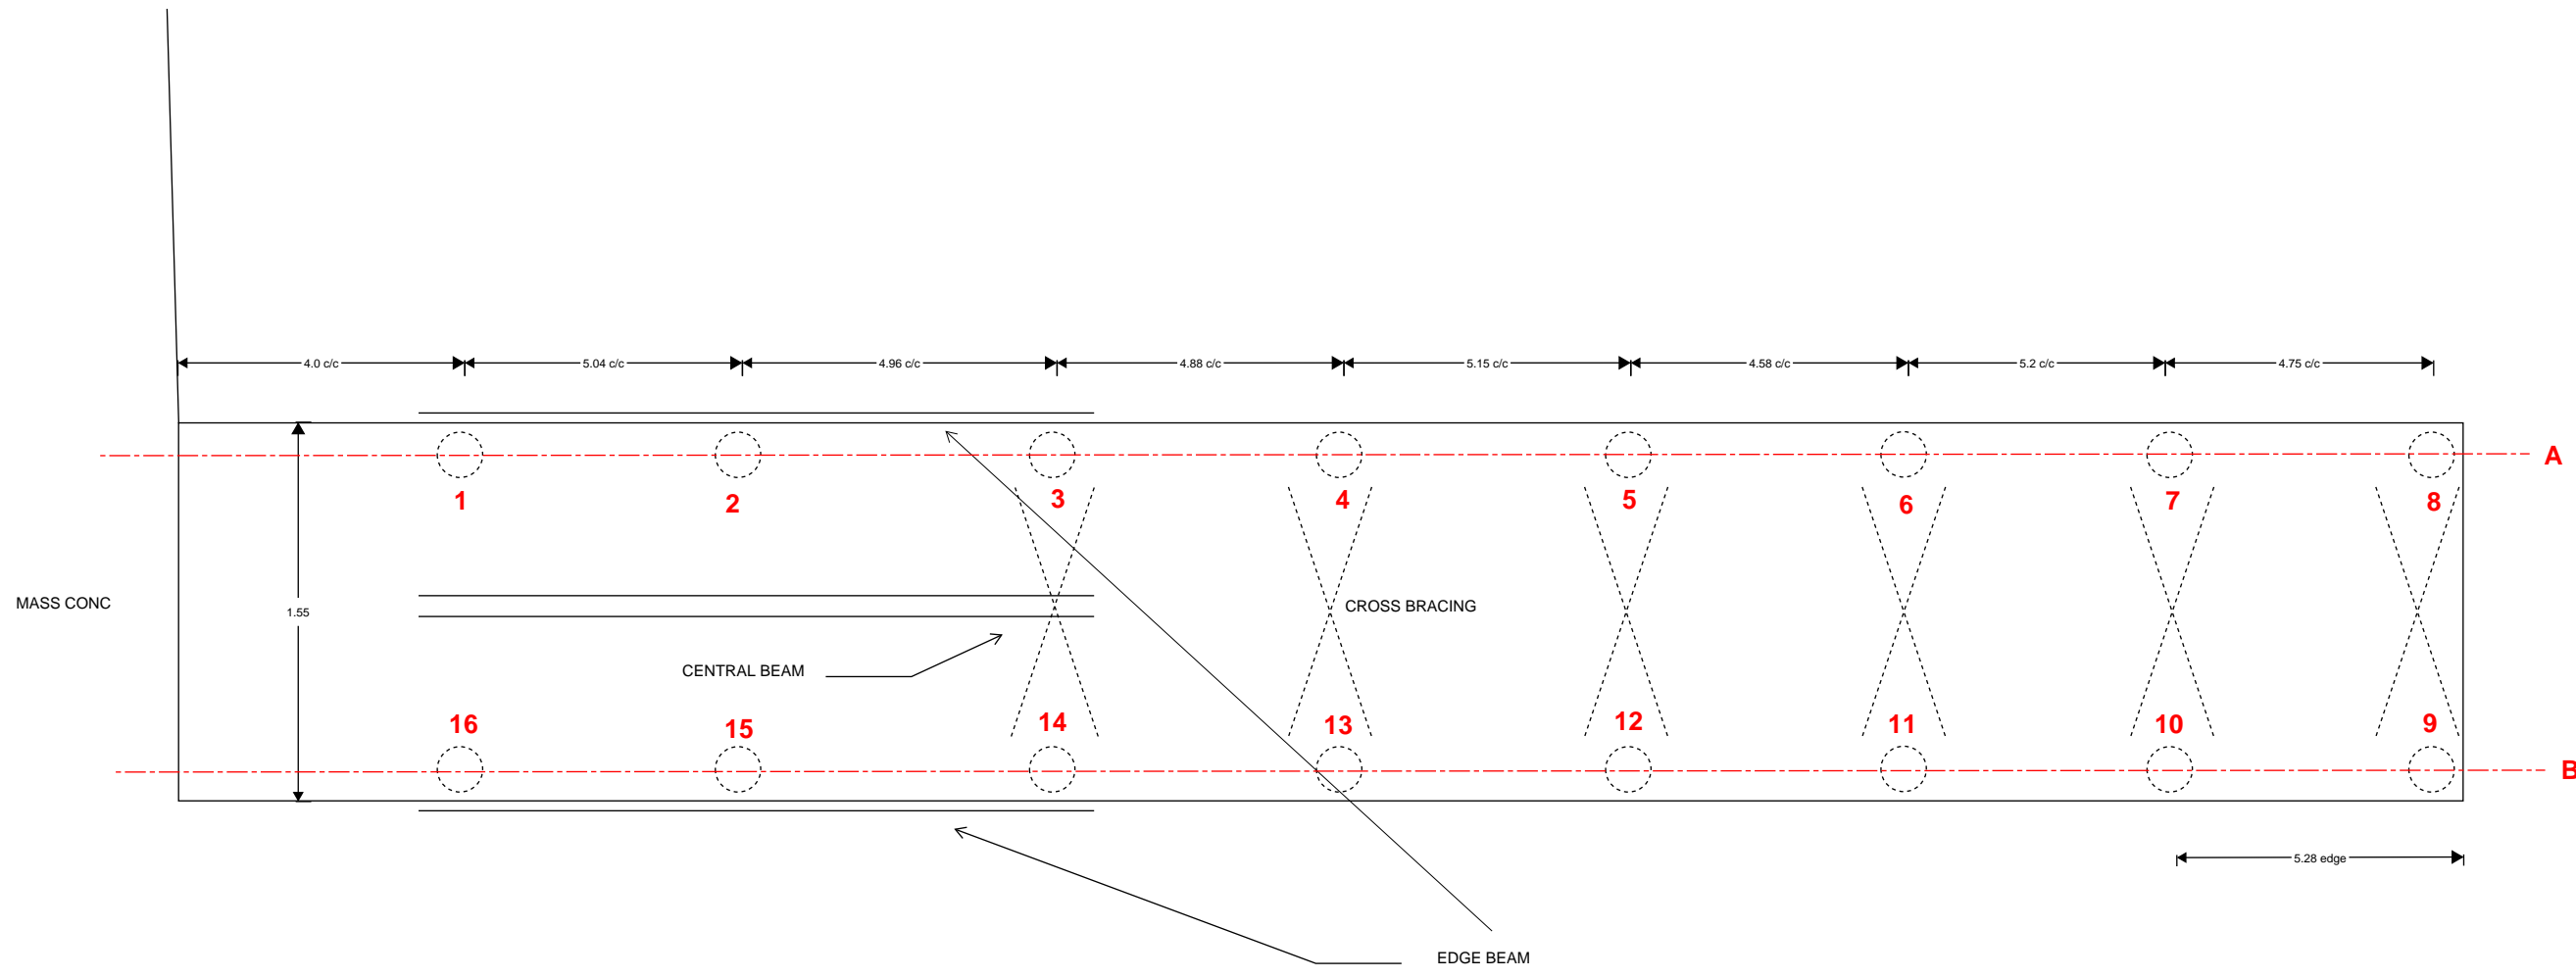 4.0 c/c 5.04 c/c 4.96 c/c 4.88 c/c 5.15 c/c 4.58 c/c 5.2 c/c 4.75 c/c
A
1 2 3 4 5 6 7 8
MASS CONC
1.55
CROSS BRACING
CENTRAL BEAM
16 15 14 13 12 11 10 9
B
5.28 edge
EDGE BEAM